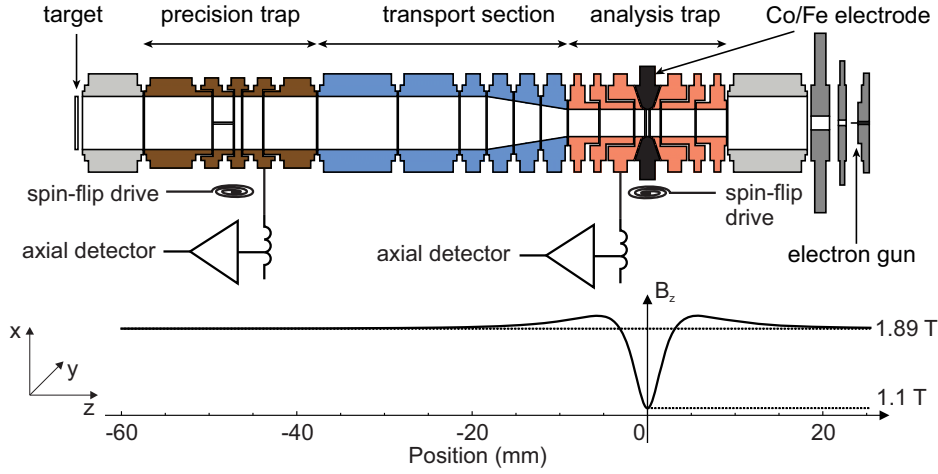 target
precision trap
transport section
analysis trap
Co/Fe electrode
spin-flip drive
spin-flip
drive
axial detector
axial detector
electron gun
B_z
1.89 T
1.1 T
x
y
z
-60
-40
-20
0
20
Position (mm)